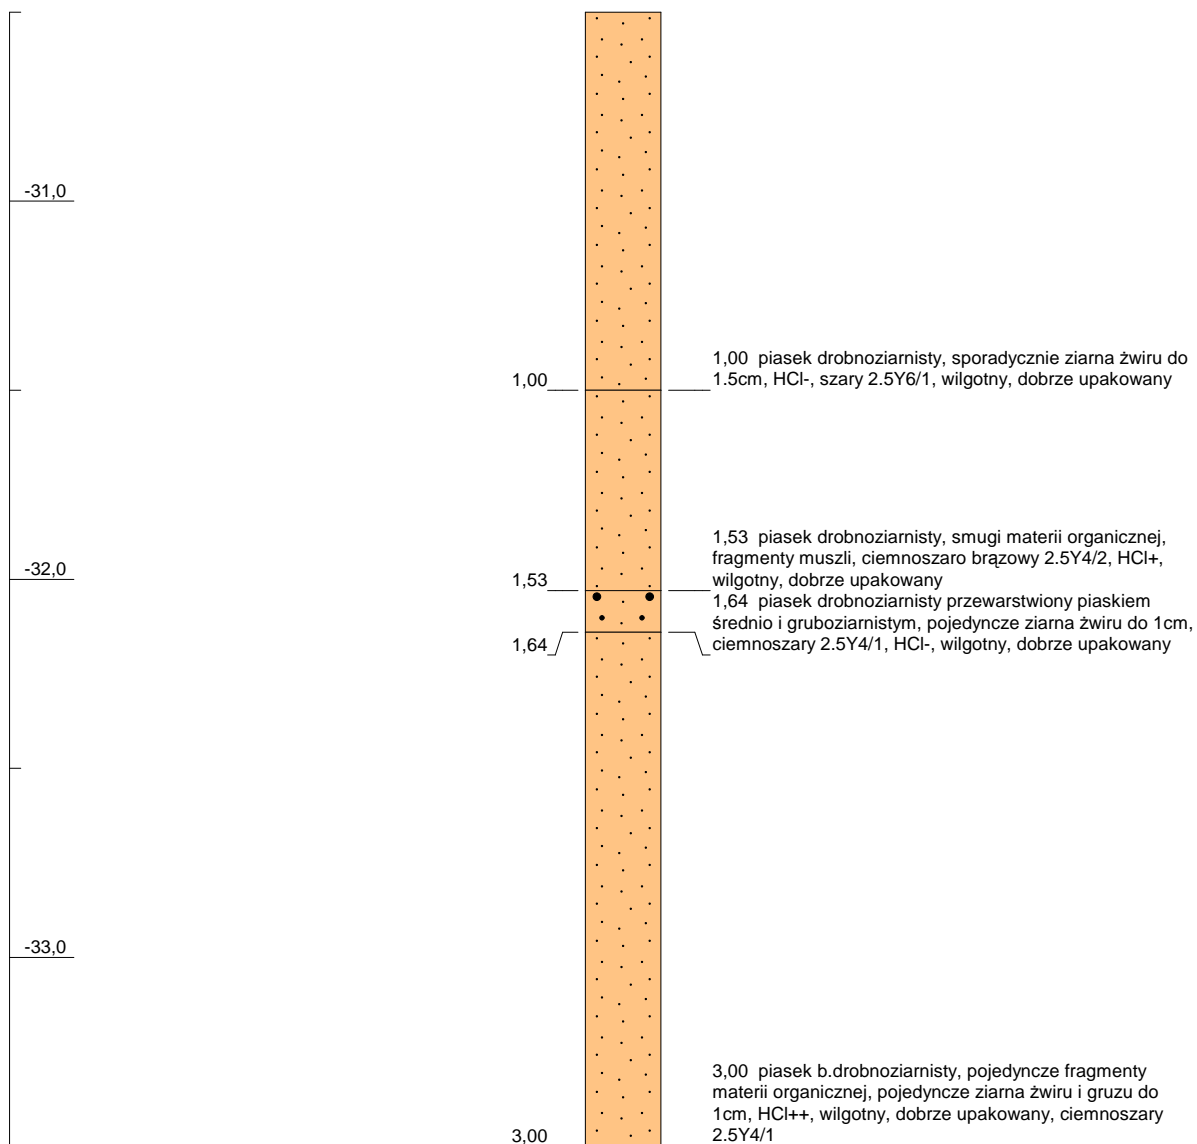 -31,0
1,00
1,00 piasek drobnoziarnisty, sporadycznie ziarna żwiru do
1.5cm, HCl-, szary 2.5Y6/1, wilgotny, dobrze upakowany
-32,0
1,53
1,53 piasek drobnoziarnisty, smugi materii organicznej,
fragmenty muszli, ciemnoszaro brązowy 2.5Y4/2, HCl+,
wilgotny, dobrze upakowany
1,64
1,64 piasek drobnoziarnisty przewarstwiony piaskiem
średnio i gruboziarnistym, pojedyncze ziarna żwiru do 1cm,
ciemnoszary 2.5Y4/1, HCl-, wilgotny, dobrze upakowany
-33,0
3,00
3,00 piasek b.drobnoziarnisty, pojedyncze fragmenty
materii organicznej, pojedyncze ziarna żwiru i gruzu do
1cm, HCl++, wilgotny, dobrze upakowany, ciemnoszary
2.5Y4/1